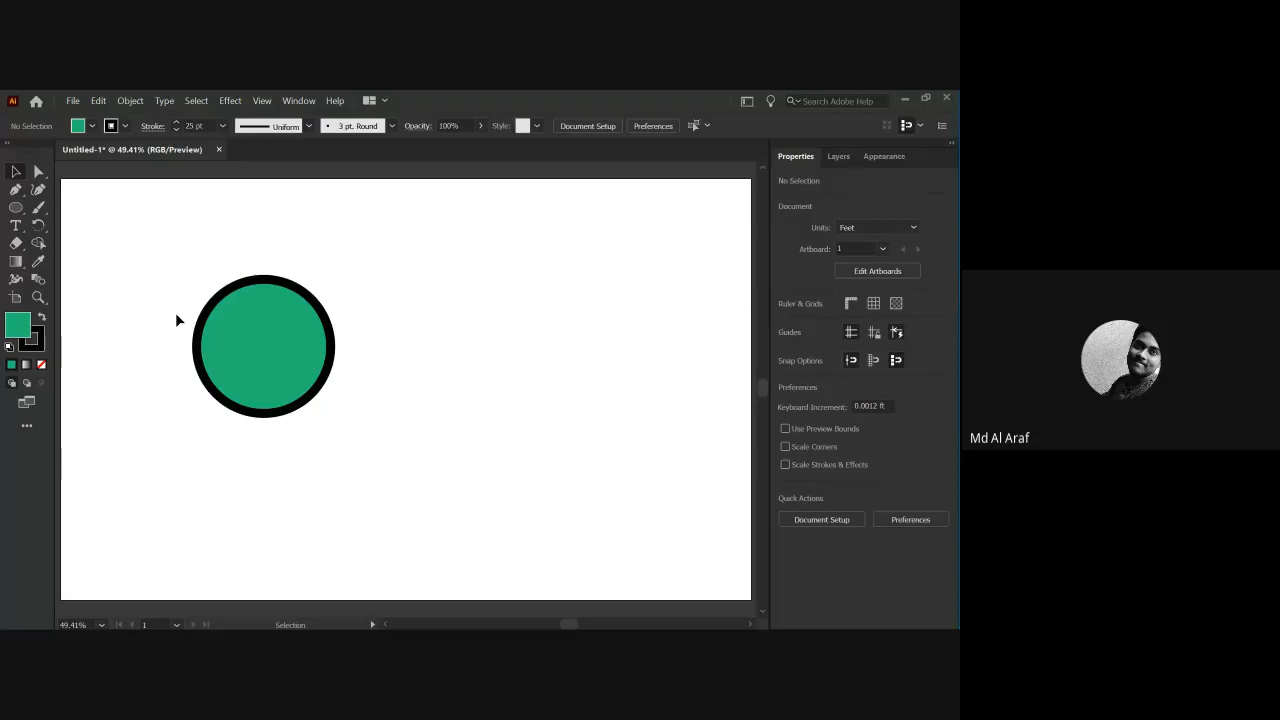 Ai File Edit Object Type Select Effect View Window Help Search Adobe Help
No Selection Stroke: 25 pt Uniform 3 pt. Round Opacity: 100% Style: Document Setup Preferences
Untitled-1* @ 49.41% (RGB/Preview) ×
Properties Layers Appearance
No Selection
Document
Units: Feet
Artboard: 1
Edit Artboards
Ruler & Grids
Guides
Snap Options
Preferences
Keyboard Increment: 0.0012 ft
Use Preview Bounds
Scale Corners
Scale Strokes & Effects
Quick Actions
Document Setup Preferences
49.41% 1 Selection
Md Al Araf